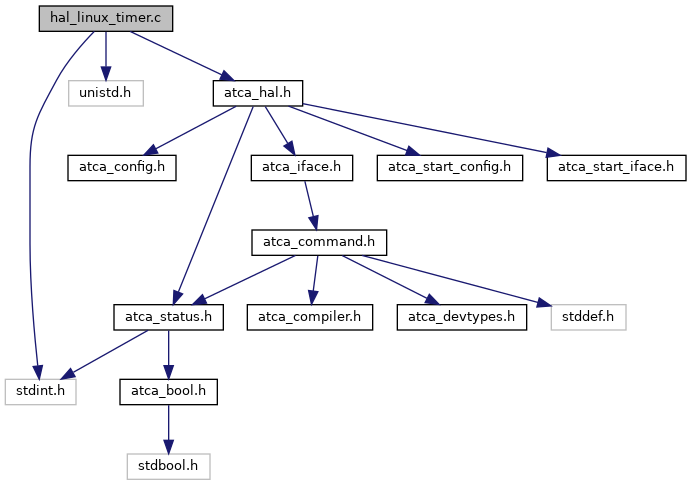 hal_linux_timer.c
unistd.h
atca_hal.h
atca_config.h
atca_iface.h
atca_start_config.h
atca_start_iface.h
atca_command.h
atca_status.h
atca_compiler.h
atca_devtypes.h
stddef.h
stdint.h
atca_bool.h
stdbool.h